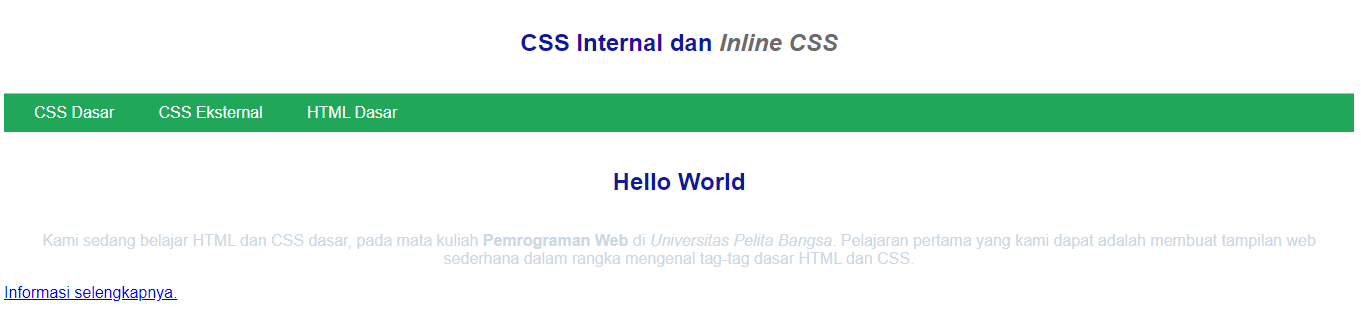 CSS Internal dan Inline CSS
CSS Dasar CSS Eksternal HTML Dasar
Hello World
Kami sedang belajar HTML dan CSS dasar, pada mata kuliah Pemrograman Web di Universitas Pelita Bangsa. Pelajaran pertama yang kami dapat adalah membuat tampilan web
sederhana dalam rangka mengenal tag-tag dasar HTML dan CSS.
Informasi selengkapnya.